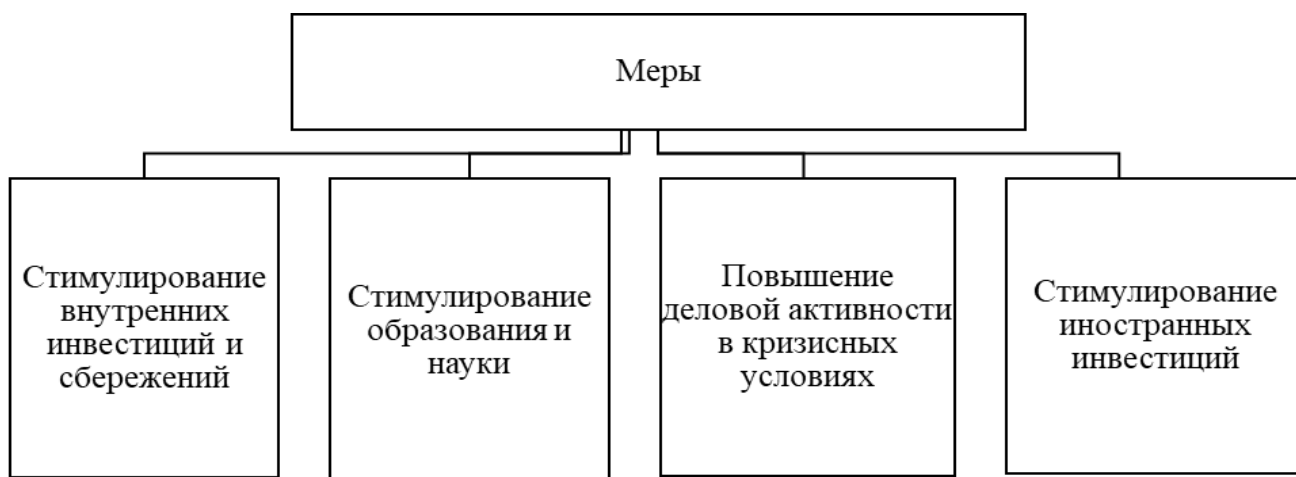 Меры
Стимулирование
внутренних
инвестиций и
сбережений
Стимулирование
образования и
науки
Повышение
деловой активности
в кризисных
условиях
Стимулирование
иностранных
инвестиций